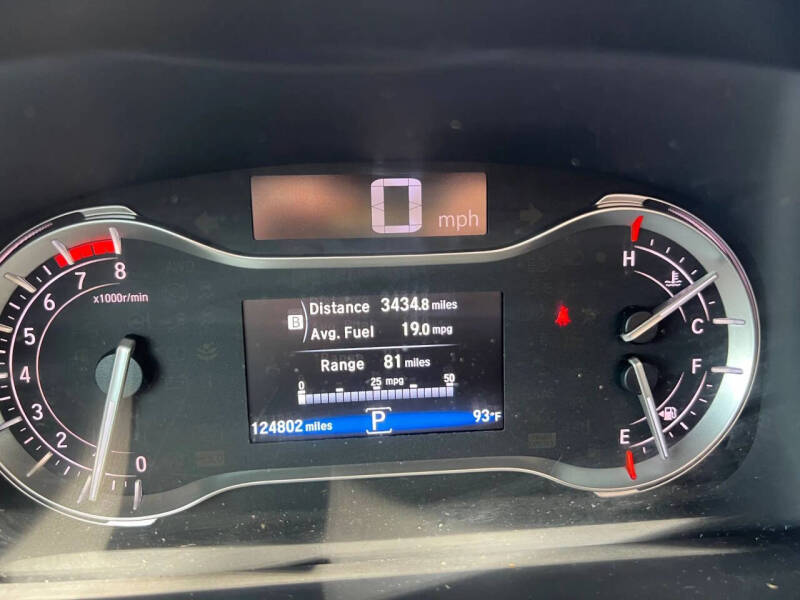 0 mph
8
7
6
5
4
3
2
1
0
x1000r/min
B
Distance 3434.8 miles
Avg. Fuel 19.0 mpg
Range 81 miles
0 25 mpg 50
124802 miles P 93°F
H
C
F
E